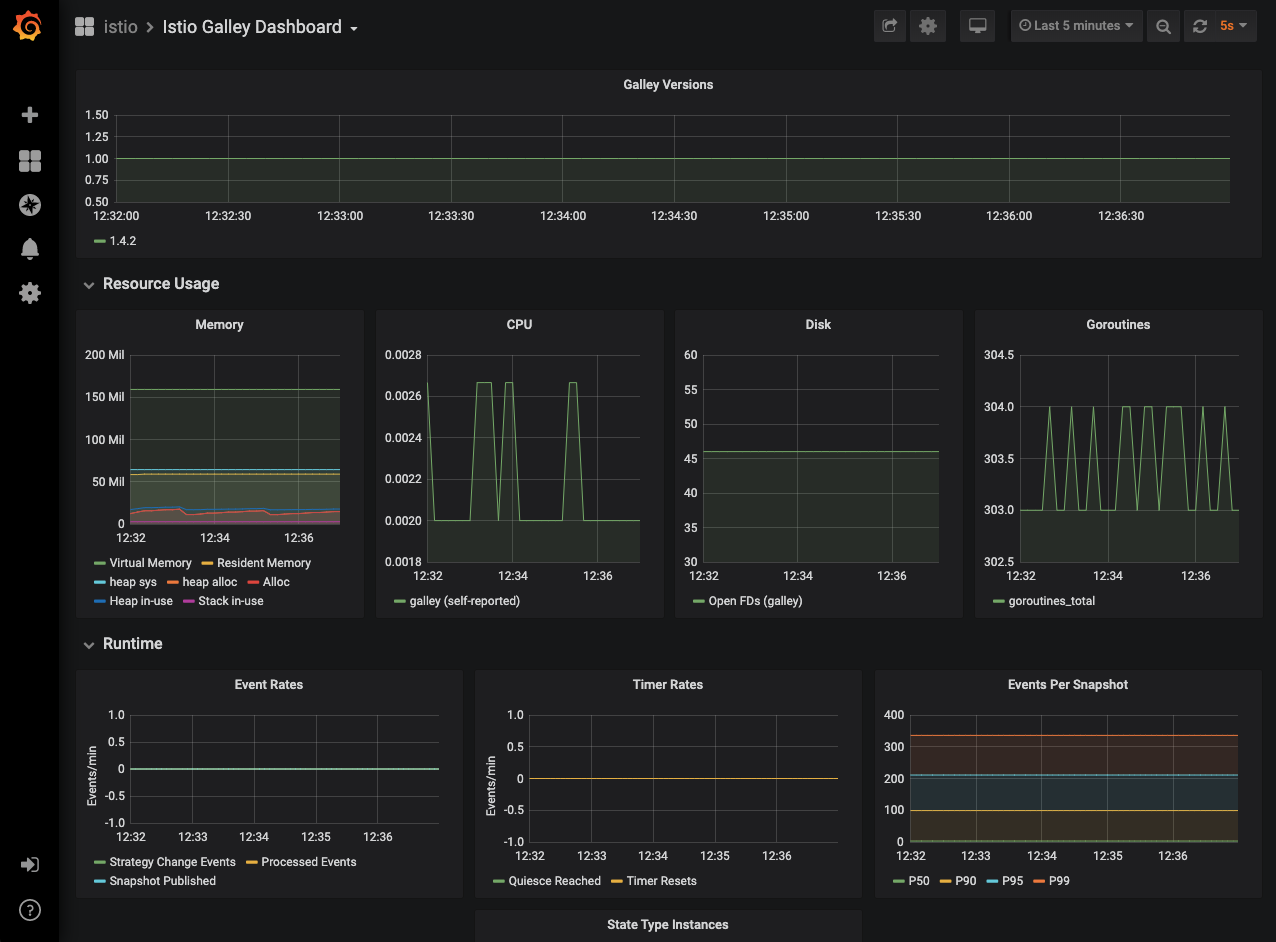 istio > Istio Galley Dashboard
Last 5 minutes
5s
Galley Versions
1.50
1.25
1.00
0.75
0.50
12:32:00 12:32:30 12:33:00 12:33:30 12:34:00 12:34:30 12:35:00 12:35:30 12:36:00 12:36:30
1.4.2
Resource Usage
Memory
200 Mil
150 Mil
100 Mil
50 Mil
0
12:32 12:34 12:36
Virtual Memory Resident Memory
heap sys heap alloc Alloc
Heap in-use Stack in-use
CPU
0.0028
0.0026
0.0024
0.0022
0.0020
0.0018
12:32 12:34 12:36
galley (self-reported)
Disk
60
55
50
45
40
35
30
12:32 12:34 12:36
Open FDs (galley)
Goroutines
304.5
304.0
303.5
303.0
302.5
12:32 12:34 12:36
goroutines_total
Runtime
Event Rates
Events/min
1.0
0.5
0
-0.5
-1.0
12:32 12:33 12:34 12:35 12:36
Strategy Change Events Processed Events
Snapshot Published
Timer Rates
Events/min
1.0
0.5
0
-0.5
-1.0
12:32 12:33 12:34 12:35 12:36
Quiesce Reached Timer Resets
Events Per Snapshot
400
300
200
100
0
12:32 12:33 12:34 12:35 12:36
P50 P90 P95 P99
State Type Instances
?